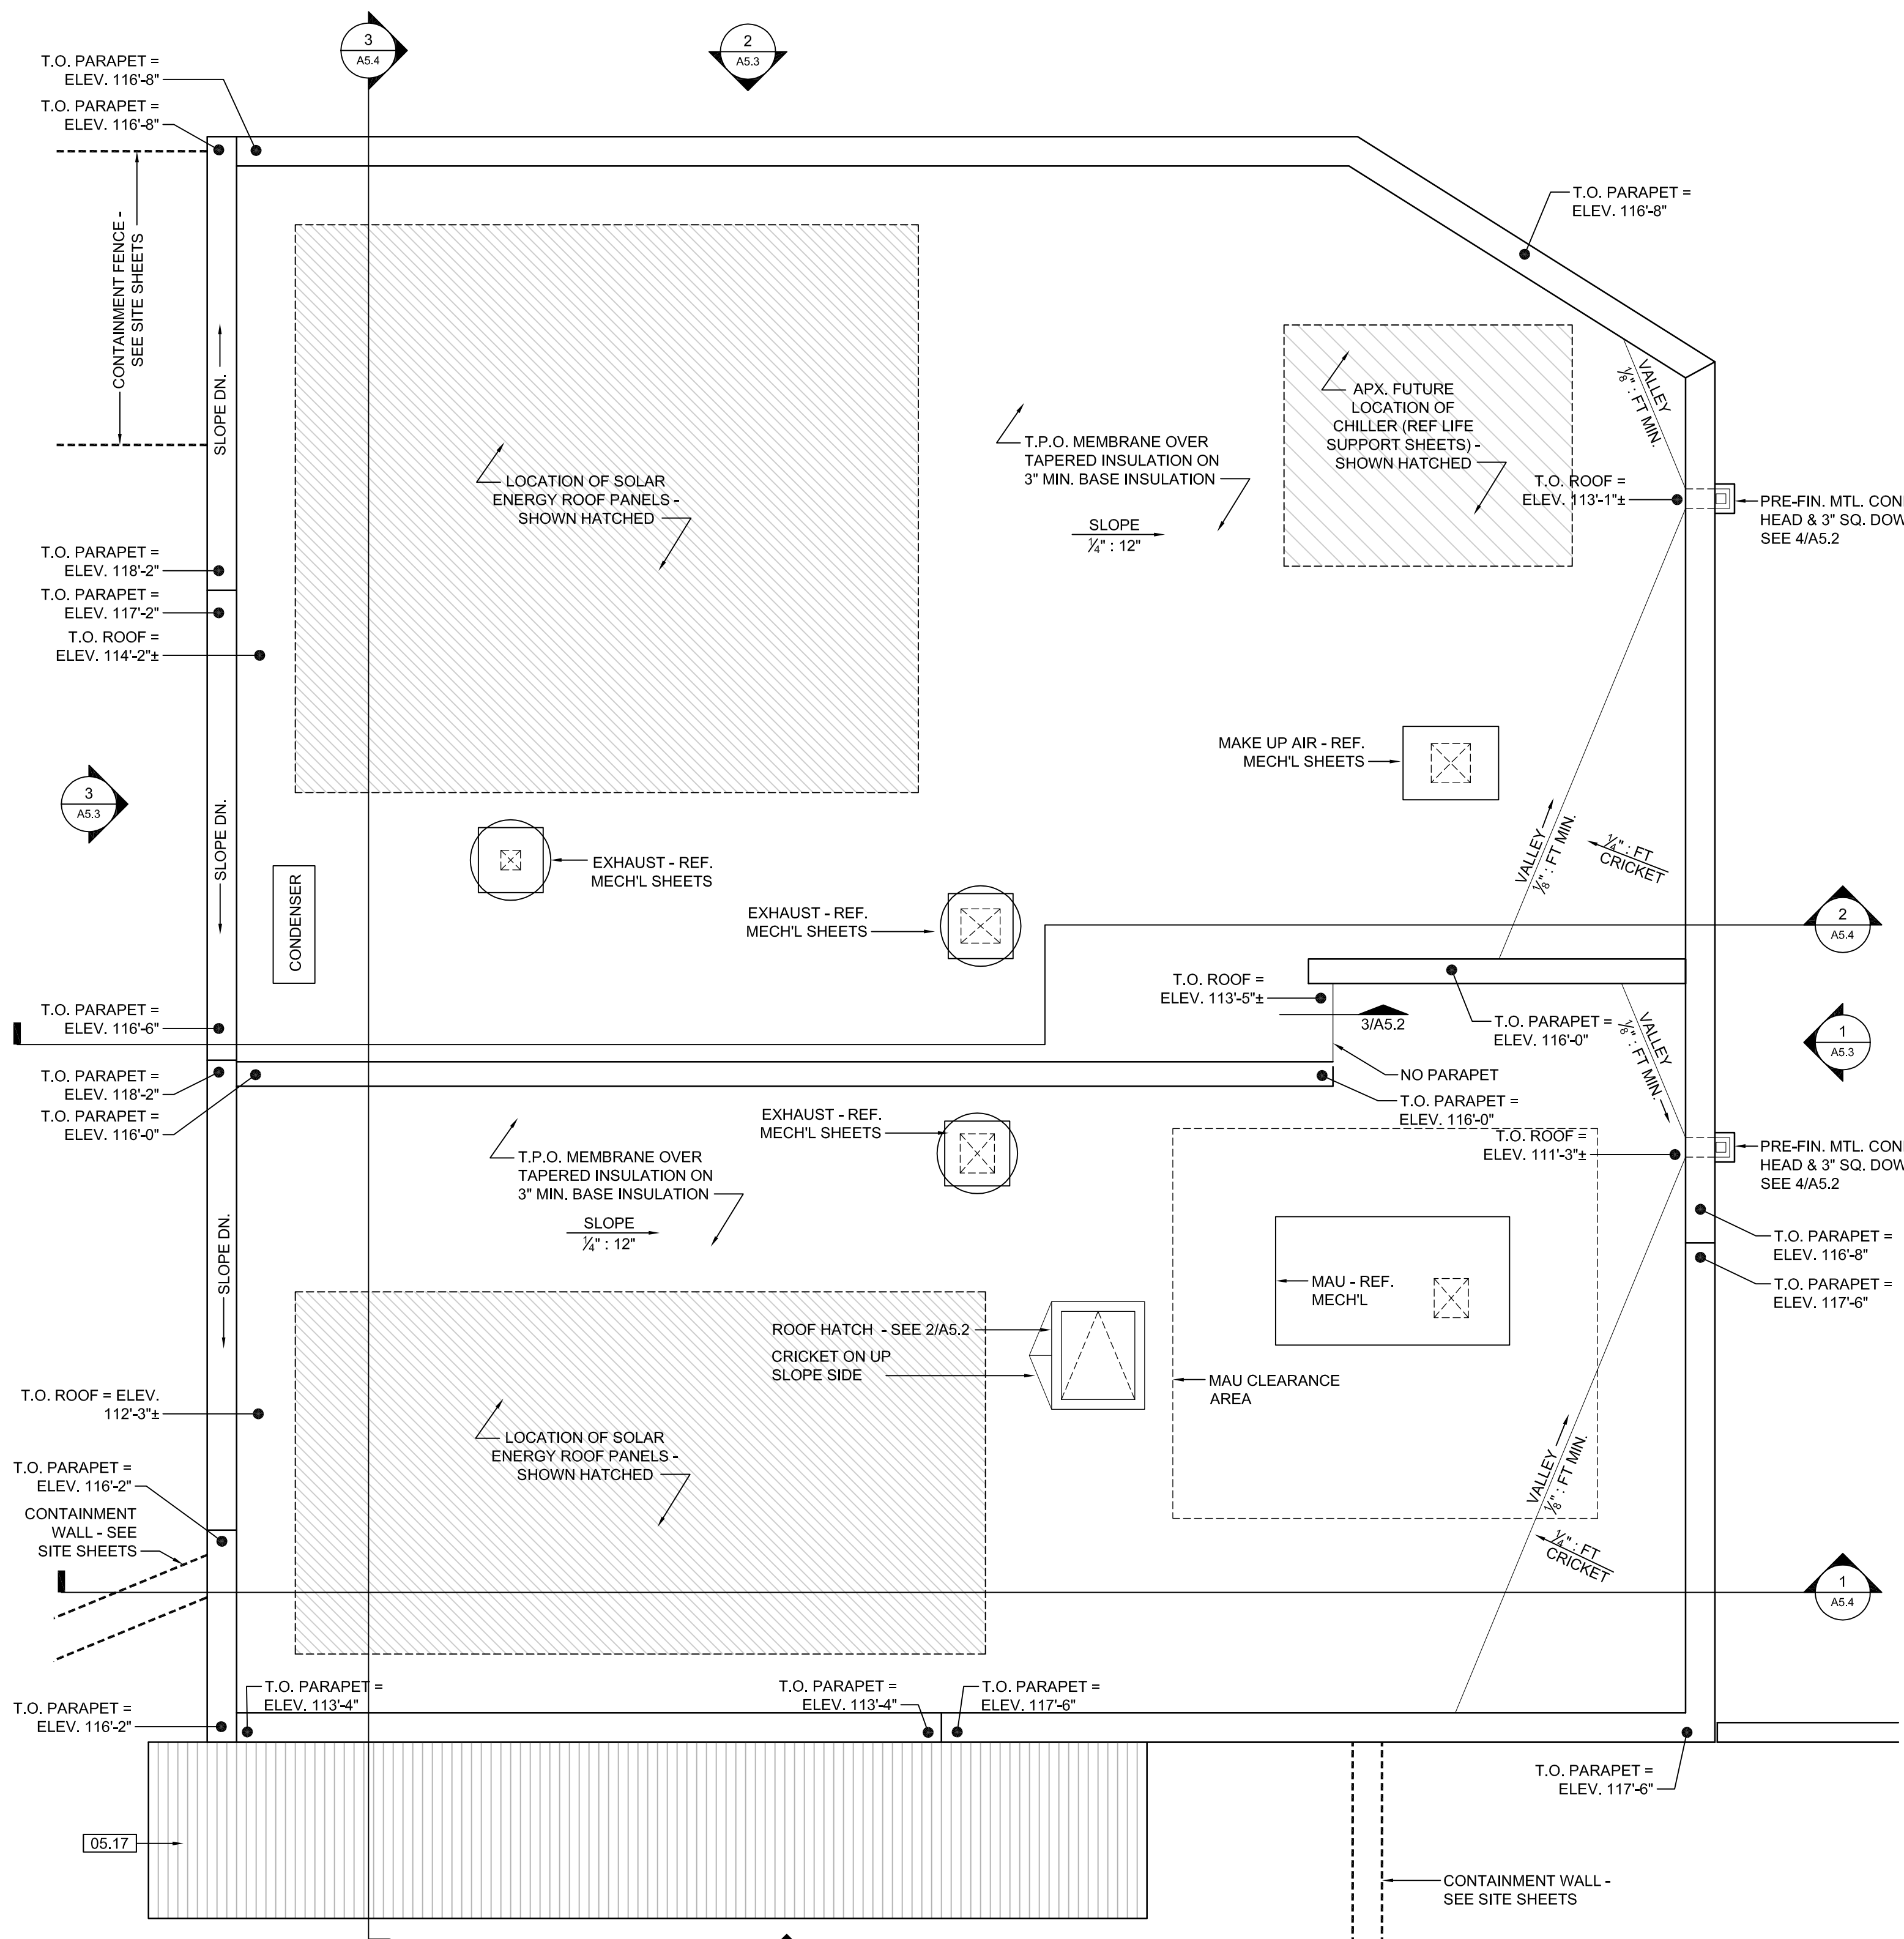 3
A5.4
2
A5.3
T.O. PARAPET =
ELEV. 116'-8"
T.O. PARAPET =
ELEV. 116'-8"
T.O. PARAPET =
ELEV. 116'-8"
CONTAINMENT FENCE -
SEE SITE SHEETS
SLOPE DN.
LOCATION OF SOLAR
ENERGY ROOF PANELS -
SHOWN HATCHED
T.P.O. MEMBRANE OVER
TAPERED INSULATION ON
3" MIN. BASE INSULATION
SLOPE
1/4" : 12"
APX. FUTURE
LOCATION OF
CHILLER (REF LIFE
SUPPORT SHEETS) -
SHOWN HATCHED
VALLEY
1/8" : FT MIN.
T.O. ROOF =
ELEV. 113'-1"±
PRE-FIN. MTL. CON
HEAD & 3" SQ. DOW
SEE 4/A5.2
T.O. PARAPET =
ELEV. 118'-2"
T.O. PARAPET =
ELEV. 117'-2"
T.O. ROOF =
ELEV. 114'-2"±
3
A5.3
SLOPE DN.
CONDENSER
EXHAUST - REF.
MECH'L SHEETS
EXHAUST - REF.
MECH'L SHEETS
MAKE UP AIR - REF.
MECH'L SHEETS
VALLEY
1/8" : FT MIN.
1/4" : FT
CRICKET
2
A5.4
T.O. PARAPET =
ELEV. 116'-6"
T.O. ROOF =
ELEV. 113'-5"±
3/A5.2
T.O. PARAPET =
ELEV. 116'-0"
VALLEY
1/8" : FT MIN.
1
A5.3
T.O. PARAPET =
ELEV. 118'-2"
T.O. PARAPET =
ELEV. 116'-0"
NO PARAPET
T.O. PARAPET =
ELEV. 116'-0"
EXHAUST - REF.
MECH'L SHEETS
T.O. ROOF =
ELEV. 111'-3"±
PRE-FIN. MTL. CON
HEAD & 3" SQ. DOW
SEE 4/A5.2
T.P.O. MEMBRANE OVER
TAPERED INSULATION ON
3" MIN. BASE INSULATION
SLOPE
1/4" : 12"
SLOPE DN.
T.O. PARAPET =
ELEV. 116'-8"
T.O. PARAPET =
ELEV. 117'-6"
MAU - REF.
MECH'L
ROOF HATCH - SEE 2/A5.2
CRICKET ON UP
SLOPE SIDE
MAU CLEARANCE
AREA
T.O. ROOF = ELEV.
112'-3"±
LOCATION OF SOLAR
ENERGY ROOF PANELS -
SHOWN HATCHED
VALLEY
1/8" : FT MIN.
1/4" : FT
CRICKET
T.O. PARAPET =
ELEV. 116'-2"
CONTAINMENT
WALL - SEE
SITE SHEETS
1
A5.4
T.O. PARAPET =
ELEV. 116'-2"
T.O. PARAPET =
ELEV. 113'-4"
T.O. PARAPET =
ELEV. 113'-4"
T.O. PARAPET =
ELEV. 117'-6"
T.O. PARAPET =
ELEV. 117'-6"
05.17
CONTAINMENT WALL -
SEE SITE SHEETS